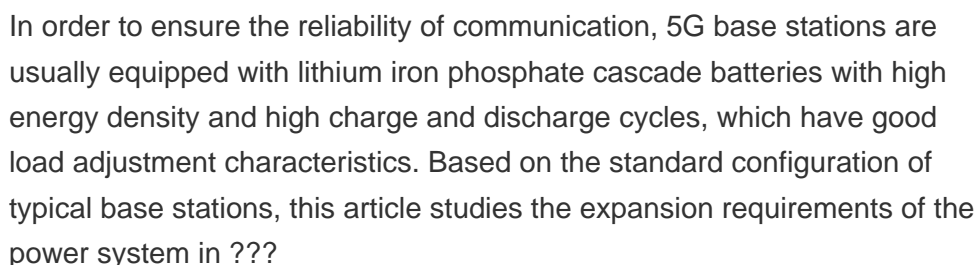 In order to ensure the reliability of communication, 5G base stations are
usually equipped with lithium iron phosphate cascade batteries with high
energy density and high charge and discharge cycles, which have good
load adjustment characteristics. Based on the standard configuration of
typical base stations, this article studies the expansion requirements of the
power system in ???